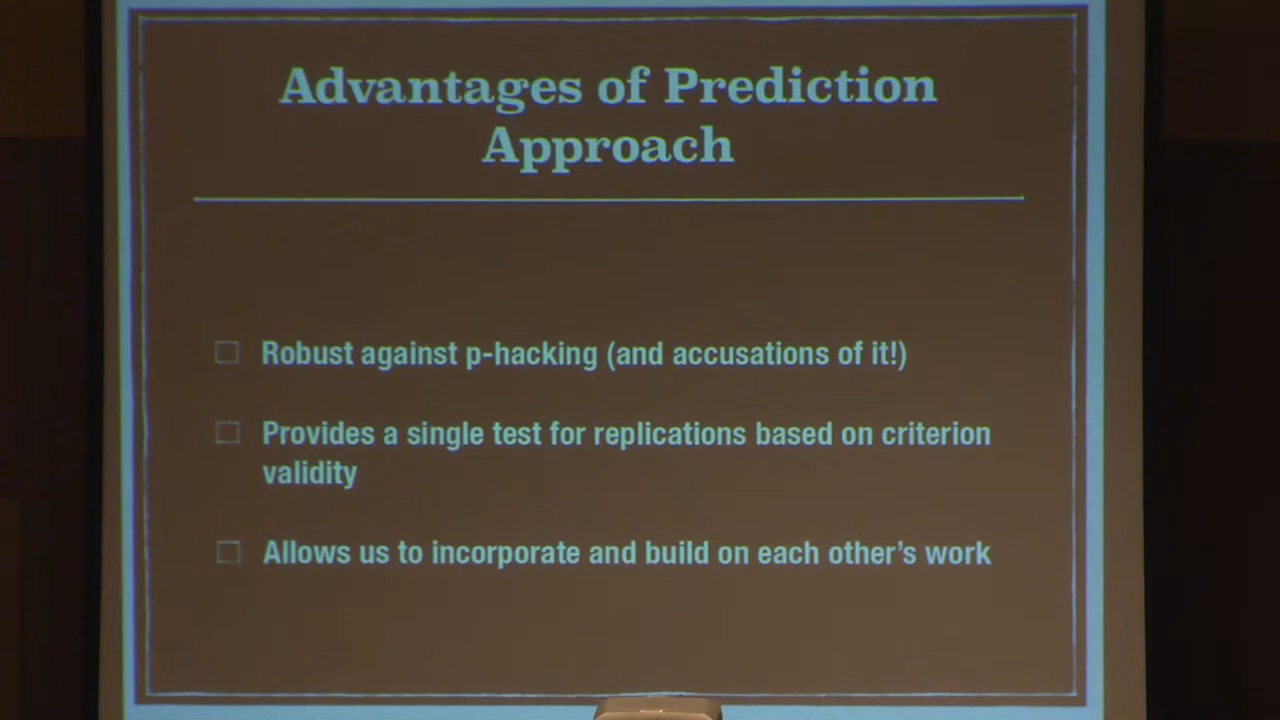 Advantages of Prediction
Approach
Robust against p-hacking (and accusations of it!)
Provides a single test for replications based on criterion
validity
Allows us to incorporate and build on each other's work